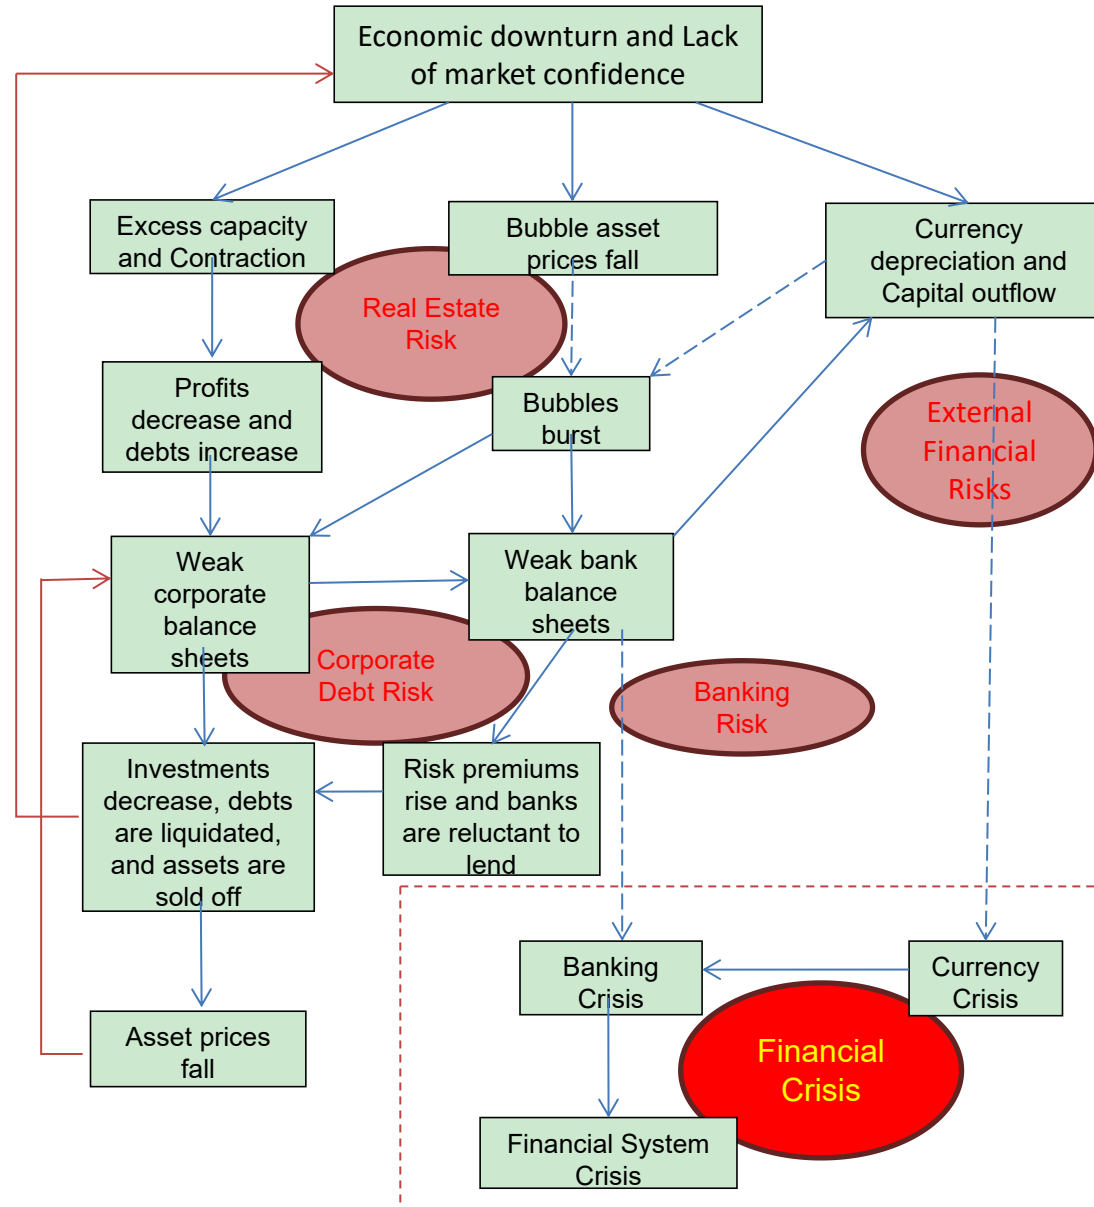 Economic downturn and Lack
of market confidence
Excess capacity
and Contraction
Bubble asset
prices fall
Currency
depreciation and
Capital outflow
Real Estate
Risk
Profits
decrease and
debts increase
Bubbles
burst
External
Financial
Risks
Weak
corporate
balance
sheets
Weak bank
balance
sheets
Corporate
Debt Risk
Banking
Risk
Investments
decrease, debts
are liquidated,
and assets are
sold off
Risk premiums
rise and banks
are reluctant to
lend
Banking
Crisis
Currency
Crisis
Asset prices
fall
Financial
Crisis
Financial System
Crisis